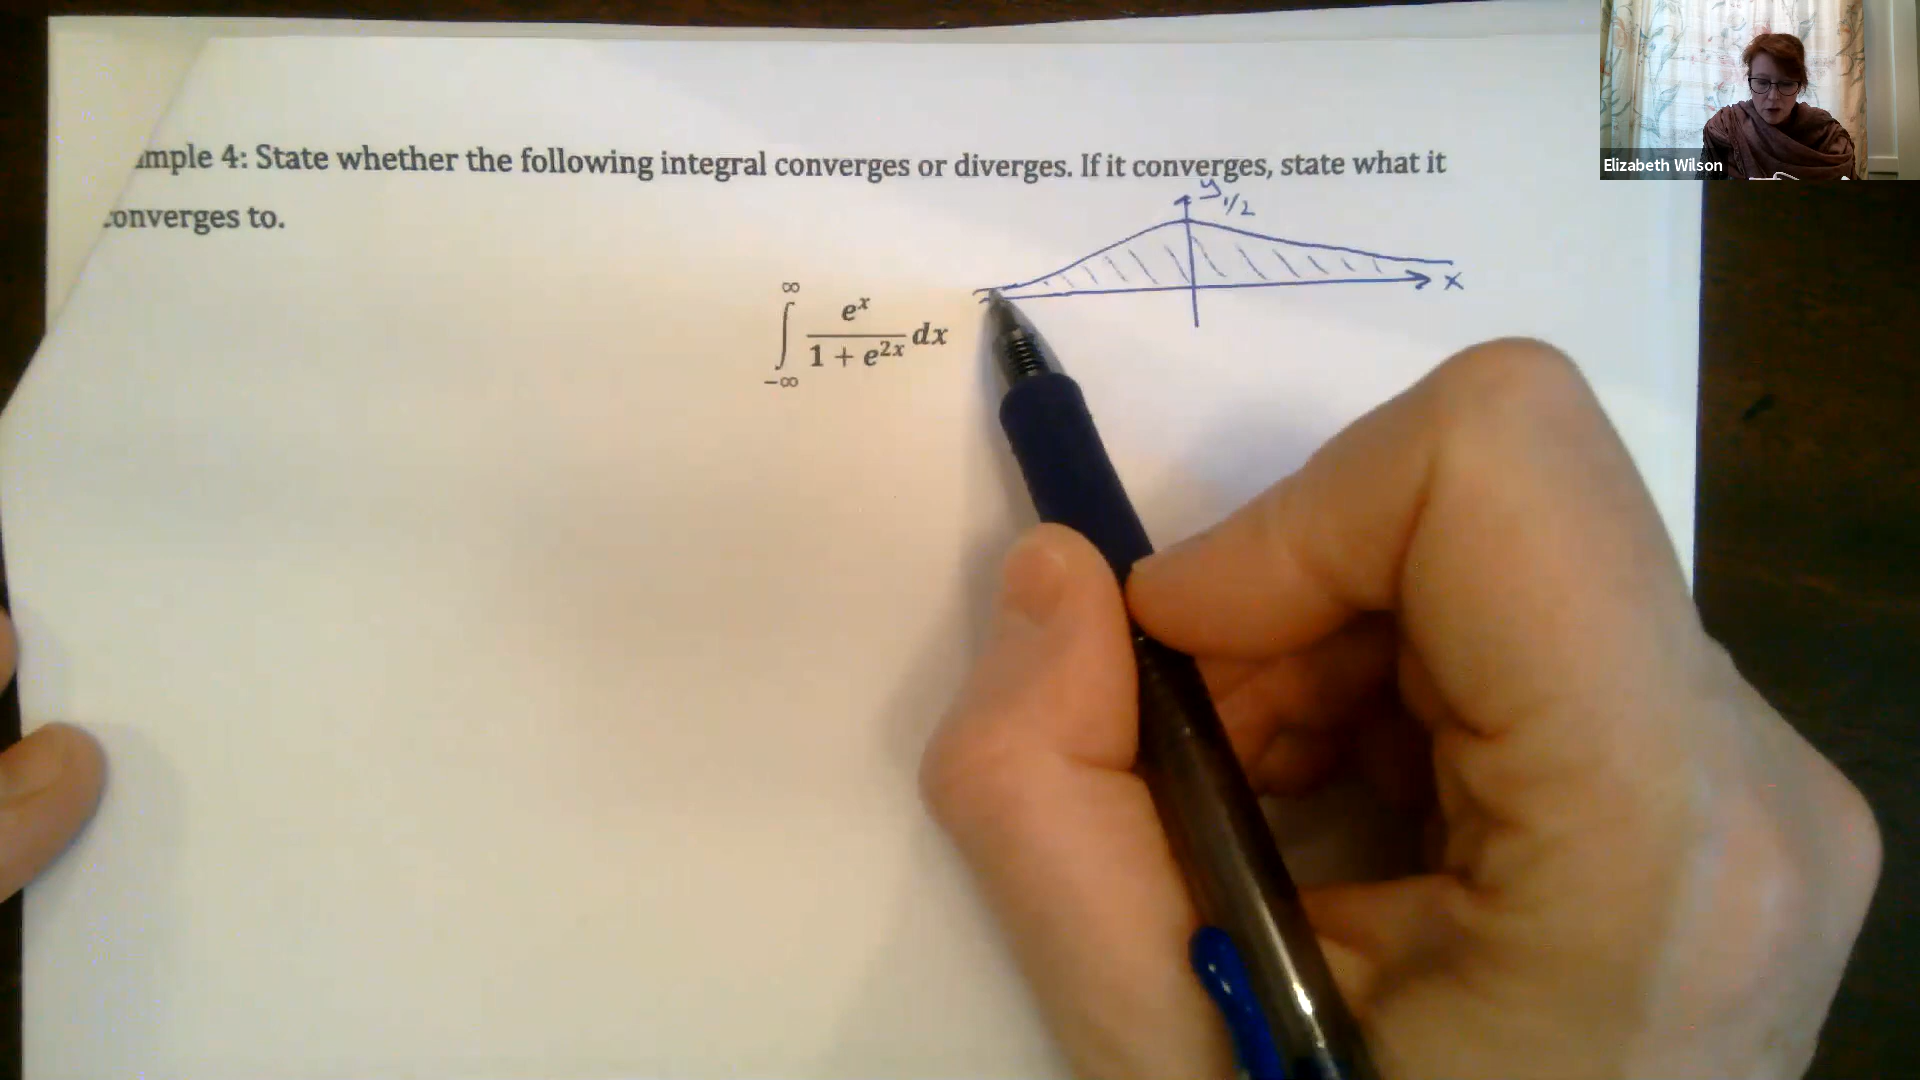 mple 4: State whether the following integral converges or diverges. If it converges, state what it
onverges to.
y
1/2
x
∞
∫ e^x / (1 + e^{2x}) dx
-∞
Elizabeth Wilson